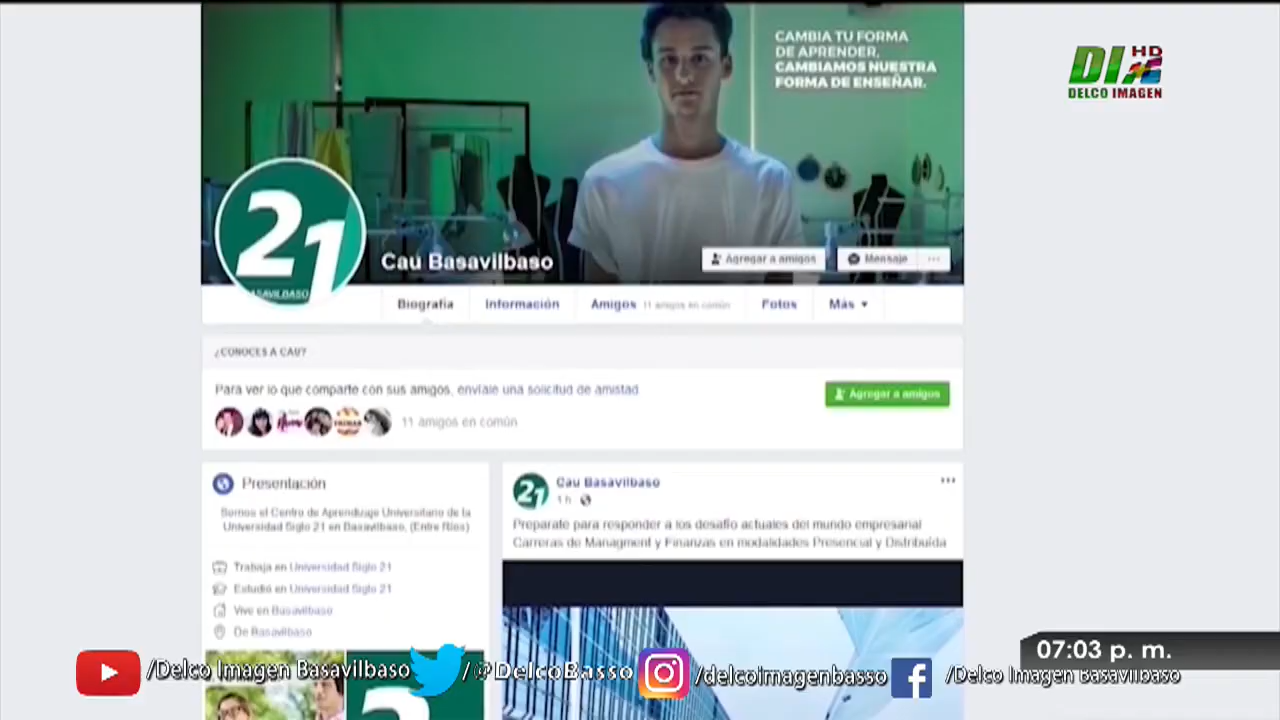 CAMBIA TU FORMA
DE APRENDER.
CAMBIAMOS NUESTRA
FORMA DE ENSEÑAR.
DI HD
DELCO IMAGEN
21
BASAVILBASO
Cau Basavilbaso
Agregar a amigos
Mensaje
Biografía
Información
Amigos 11 amigos en común
Fotos
Más
¿CONOCES A CAU?
Para ver lo que comparte con sus amigos, envíale una solicitud de amistad
Agregar a amigos
11 amigos en común
Presentación
Somos el Centro de Aprendizaje Universitario de la
Universidad Siglo 21 en Basavilbaso, (Entre Ríos)
Trabaja en Universidad Siglo 21
Estudió en Universidad Siglo 21
Vive en Basavilbaso
De Basavilbaso
21
Cau Basavilbaso
1 h
Preparate para responder a los desafío actuales del mundo empresarial
Carreras de Managment y Finanzas en modalidades Presencial y Distribuída
07:03 p. m.
/Delco Imagen Basavilbaso
/@DelcoBasso
/delcoimagenbasso
/Delco Imagen Basavilbaso